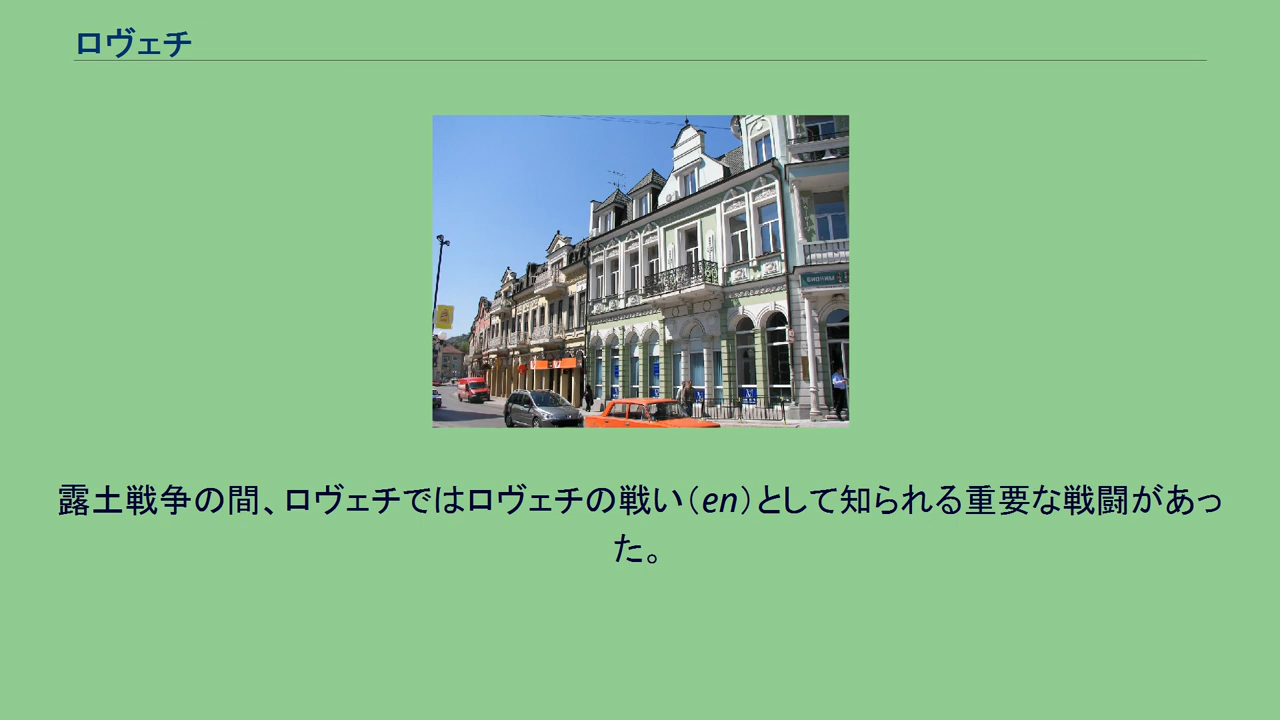 ロヴェチ
БИОНИМ
露土戦争の間、ロヴェチではロヴェチの戦い（en）として知られる重要な戦闘があっ
た。